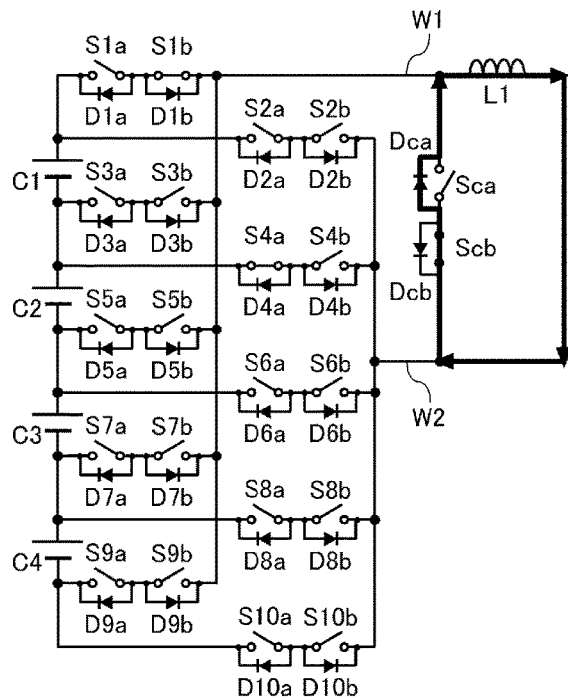 W1
S1a S1b
D1a D1b
L1
S2a S2b
D2a D2b
Dca
Sca
C1
S3a S3b
D3a D3b
Scb
Dcb
S4a S4b
D4a D4b
C2
S5a S5b
D5a D5b
S6a S6b
D6a D6b
W2
C3
S7a S7b
D7a D7b
S8a S8b
D8a D8b
C4
S9a S9b
D9a D9b
S10a S10b
D10a D10b